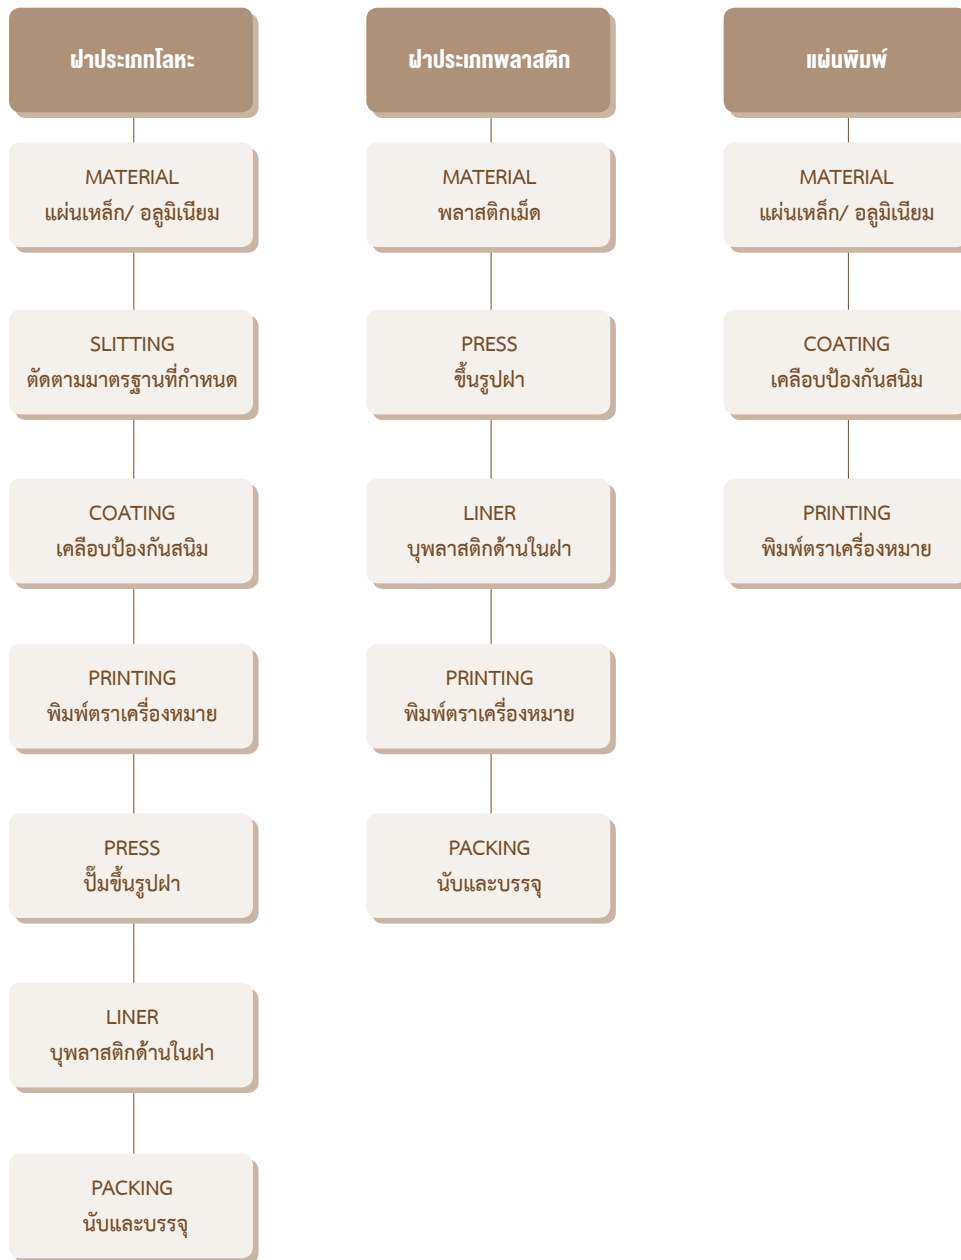 ฝาประเภทโลหะ
MATERIAL
แผ่นเหล็ก/ อลูมิเนียม
SLITTING
ตัดตามมาตรฐานที่กำหนด
COATING
เคลือบป้องกันสนิม
PRINTING
พิมพ์ตราเครื่องหมาย
PRESS
ปั๊มขึ้นรูปฝา
LINER
บุพลาสติกด้านในฝา
PACKING
นับและบรรจุ
ฝาประเภทพลาสติก
MATERIAL
พลาสติกเม็ด
PRESS
ขึ้นรูปฝา
LINER
บุพลาสติกด้านในฝา
PRINTING
พิมพ์ตราเครื่องหมาย
PACKING
นับและบรรจุ
แผ่นพิมพ์
MATERIAL
แผ่นเหล็ก/ อลูมิเนียม
COATING
เคลือบป้องกันสนิม
PRINTING
พิมพ์ตราเครื่องหมาย